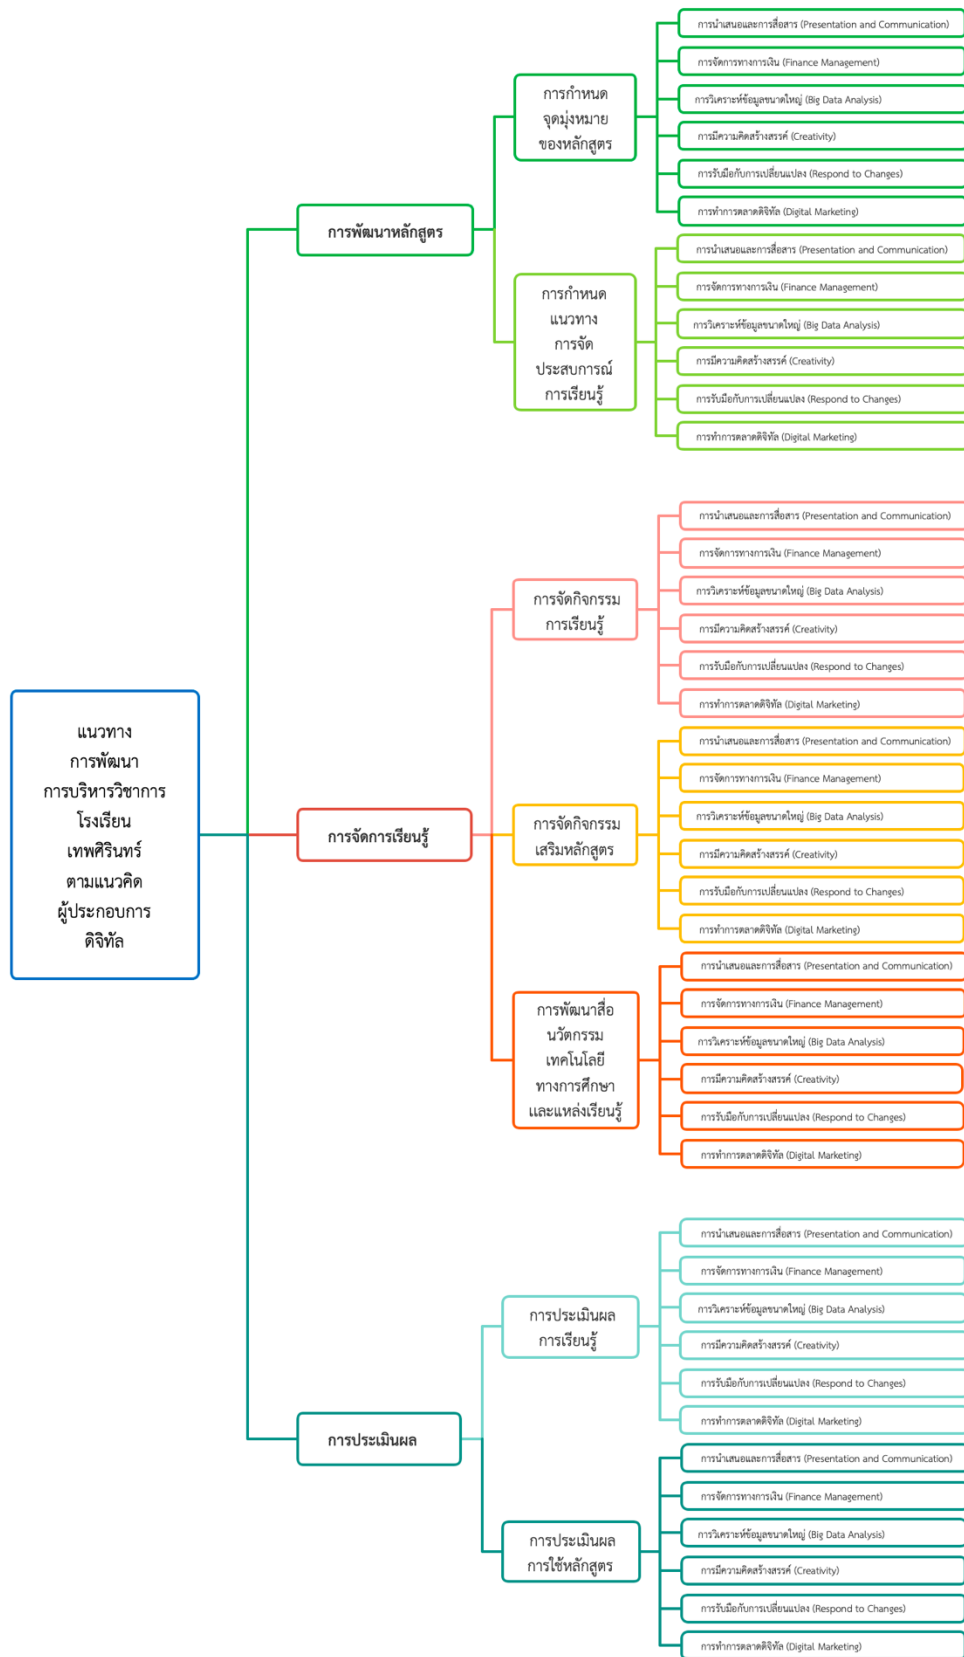 แนวทาง
การพัฒนา
การบริหารวิชาการ
โรงเรียน
เทพศิรินทร์
ตามแนวคิด
ผู้ประกอบการ
ดิจิทัล
การพัฒนาหลักสูตร
การกำหนด
จุดมุ่งหมาย
ของหลักสูตร
การนำเสนอและการสื่อสาร (Presentation and Communication)
การจัดการทางการเงิน (Finance Management)
การวิเคราะห์ข้อมูลขนาดใหญ่ (Big Data Analysis)
การมีความคิดสร้างสรรค์ (Creativity)
การรับมือกับการเปลี่ยนแปลง (Respond to Changes)
การทำการตลาดดิจิทัล (Digital Marketing)
การกำหนด
แนวทาง
การจัด
ประสบการณ์
การเรียนรู้
การนำเสนอและการสื่อสาร (Presentation and Communication)
การจัดการทางการเงิน (Finance Management)
การวิเคราะห์ข้อมูลขนาดใหญ่ (Big Data Analysis)
การมีความคิดสร้างสรรค์ (Creativity)
การรับมือกับการเปลี่ยนแปลง (Respond to Changes)
การทำการตลาดดิจิทัล (Digital Marketing)
การจัดการเรียนรู้
การจัดกิจกรรม
การเรียนรู้
การนำเสนอและการสื่อสาร (Presentation and Communication)
การจัดการทางการเงิน (Finance Management)
การวิเคราะห์ข้อมูลขนาดใหญ่ (Big Data Analysis)
การมีความคิดสร้างสรรค์ (Creativity)
การรับมือกับการเปลี่ยนแปลง (Respond to Changes)
การทำการตลาดดิจิทัล (Digital Marketing)
การจัดกิจกรรม
เสริมหลักสูตร
การนำเสนอและการสื่อสาร (Presentation and Communication)
การจัดการทางการเงิน (Finance Management)
การวิเคราะห์ข้อมูลขนาดใหญ่ (Big Data Analysis)
การมีความคิดสร้างสรรค์ (Creativity)
การรับมือกับการเปลี่ยนแปลง (Respond to Changes)
การทำการตลาดดิจิทัล (Digital Marketing)
การพัฒนาสื่อ
นวัตกรรม
เทคโนโลยี
ทางการศึกษา
และแหล่งเรียนรู้
การนำเสนอและการสื่อสาร (Presentation and Communication)
การจัดการทางการเงิน (Finance Management)
การวิเคราะห์ข้อมูลขนาดใหญ่ (Big Data Analysis)
การมีความคิดสร้างสรรค์ (Creativity)
การรับมือกับการเปลี่ยนแปลง (Respond to Changes)
การทำการตลาดดิจิทัล (Digital Marketing)
การประเมินผล
การประเมินผล
การเรียนรู้
การนำเสนอและการสื่อสาร (Presentation and Communication)
การจัดการทางการเงิน (Finance Management)
การวิเคราะห์ข้อมูลขนาดใหญ่ (Big Data Analysis)
การมีความคิดสร้างสรรค์ (Creativity)
การรับมือกับการเปลี่ยนแปลง (Respond to Changes)
การทำการตลาดดิจิทัล (Digital Marketing)
การประเมินผล
การใช้หลักสูตร
การนำเสนอและการสื่อสาร (Presentation and Communication)
การจัดการทางการเงิน (Finance Management)
การวิเคราะห์ข้อมูลขนาดใหญ่ (Big Data Analysis)
การมีความคิดสร้างสรรค์ (Creativity)
การรับมือกับการเปลี่ยนแปลง (Respond to Changes)
การทำการตลาดดิจิทัล (Digital Marketing)